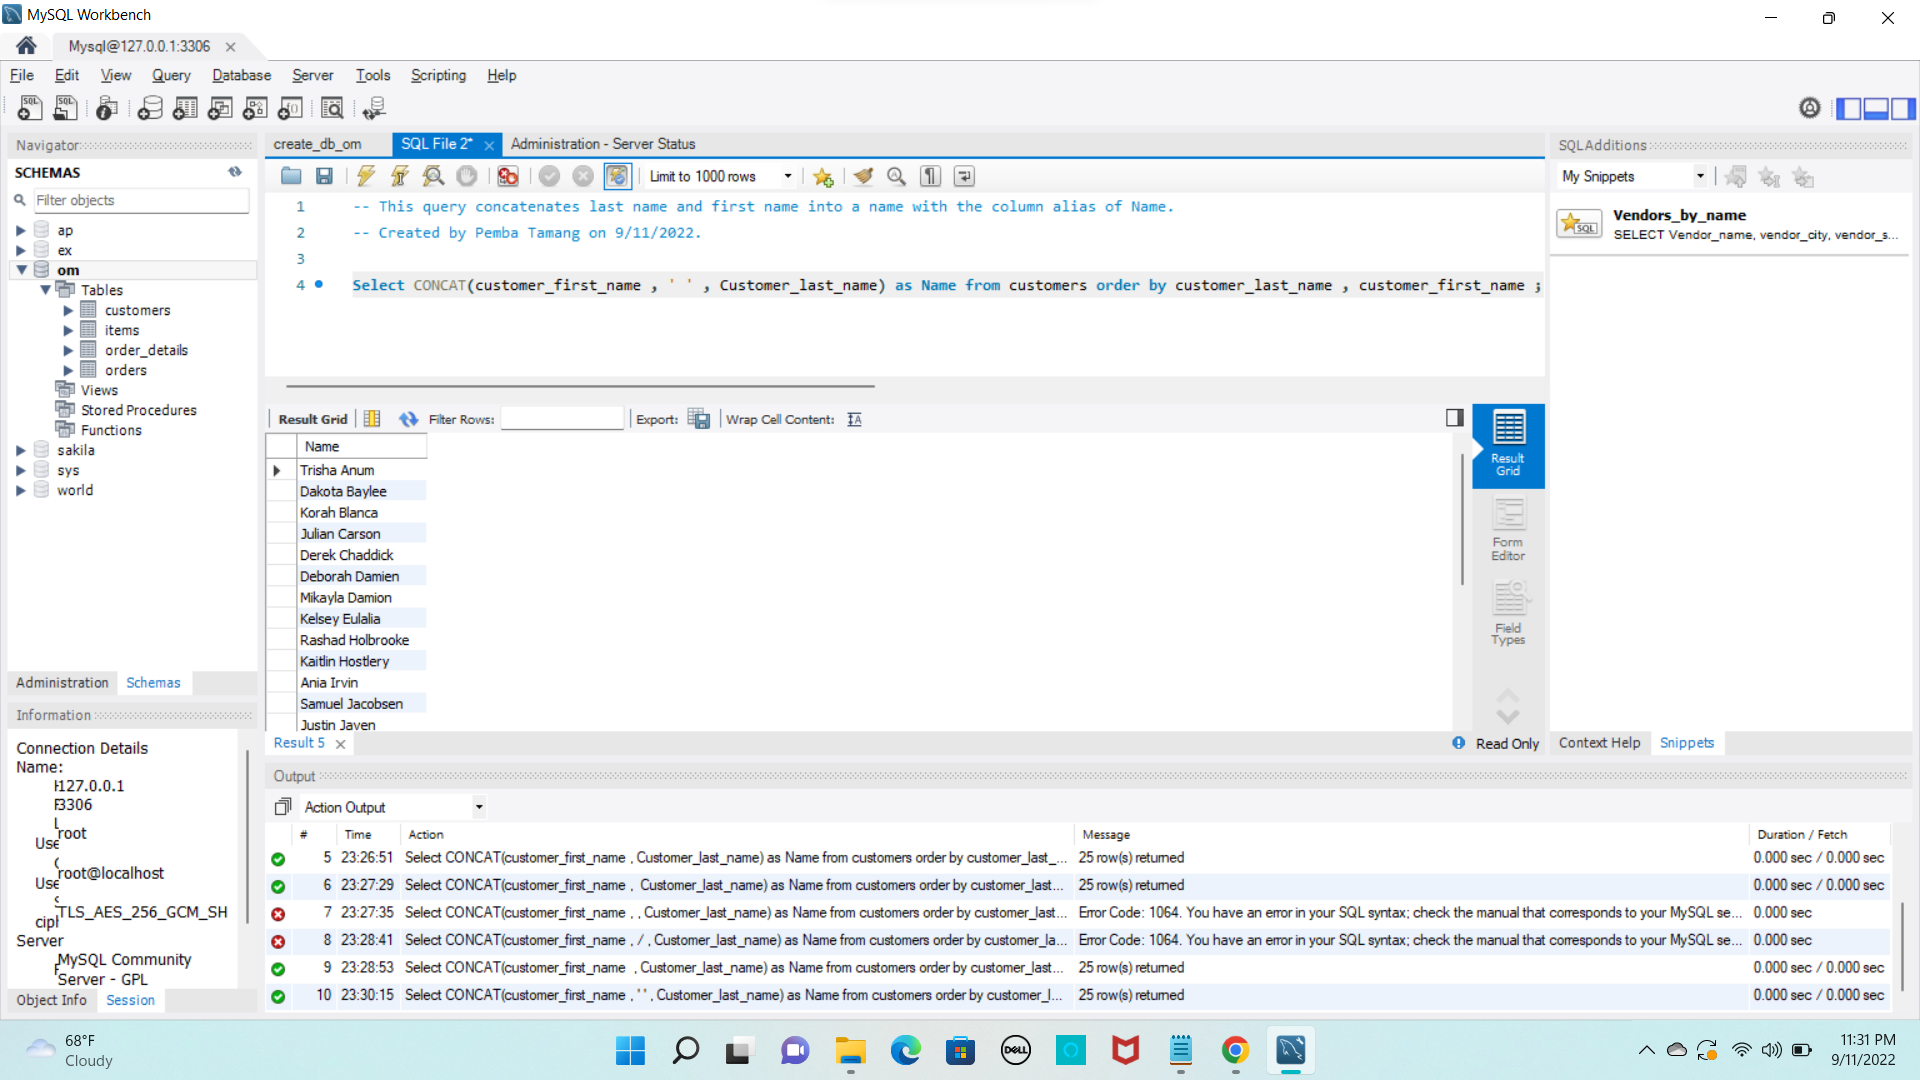 MySQL Workbench
Mysql@127.0.0.1:3306
File Edit View Query Database Server Tools Scripting Help
Navigator
SCHEMAS
Filter objects
ap
ex
om
Tables
customers
items
order_details
orders
Views
Stored Procedures
Functions
sakila
sys
world
Administration Schemas
Information
Connection Details
Name:
127.0.0.1
3306
root
Use
root@localhost
Use
TLS_AES_256_GCM_SH
ciph
Server
MySQL Community
Server - GPL
Object Info Session
create_db_om SQL File 2* Administration - Server Status
Limit to 1000 rows
1 -- This query concatenates last name and first name into a name with the column alias of Name.
2 -- Created by Pemba Tamang on 9/11/2022.
3
4 Select CONCAT(customer_first_name , ' ' , Customer_last_name) as Name from customers order by customer_last_name , customer_first_name ;
Result Grid Filter Rows: Export: Wrap Cell Content:
Name
Trisha Anum
Dakota Baylee
Korah Blanca
Julian Carson
Derek Chaddick
Deborah Damien
Mikayla Damion
Kelsey Eulalia
Rashad Holbrooke
Kaitlin Hostlery
Ania Irvin
Samuel Jacobsen
Justin Javen
Result
Grid
Form
Editor
Field
Types
Result 5
Read Only
SQLAdditions
My Snippets
SQL
Vendors_by_name
SELECT Vendor_name, vendor_city, vendor_s...
Context Help Snippets
Output
Action Output
# Time Action Message Duration / Fetch
5 23:26:51 Select CONCAT(customer_first_name , Customer_last_name) as Name from customers order by customer_last_... 25 row(s) returned 0.000 sec / 0.000 sec
6 23:27:29 Select CONCAT(customer_first_name , Customer_last_name) as Name from customers order by customer_last... 25 row(s) returned 0.000 sec / 0.000 sec
7 23:27:35 Select CONCAT(customer_first_name , , Customer_last_name) as Name from customers order by customer_last... Error Code: 1064. You have an error in your SQL syntax; check the manual that corresponds to your MySQL se... 0.000 sec
8 23:28:41 Select CONCAT(customer_first_name , / , Customer_last_name) as Name from customers order by customer_la... Error Code: 1064. You have an error in your SQL syntax; check the manual that corresponds to your MySQL se... 0.000 sec
9 23:28:53 Select CONCAT(customer_first_name , Customer_last_name) as Name from customers order by customer_last... 25 row(s) returned 0.000 sec / 0.000 sec
10 23:30:15 Select CONCAT(customer_first_name , ' ' , Customer_last_name) as Name from customers order by customer_l... 25 row(s) returned 0.000 sec / 0.000 sec
68°F
Cloudy
DELL
11:31 PM
9/11/2022